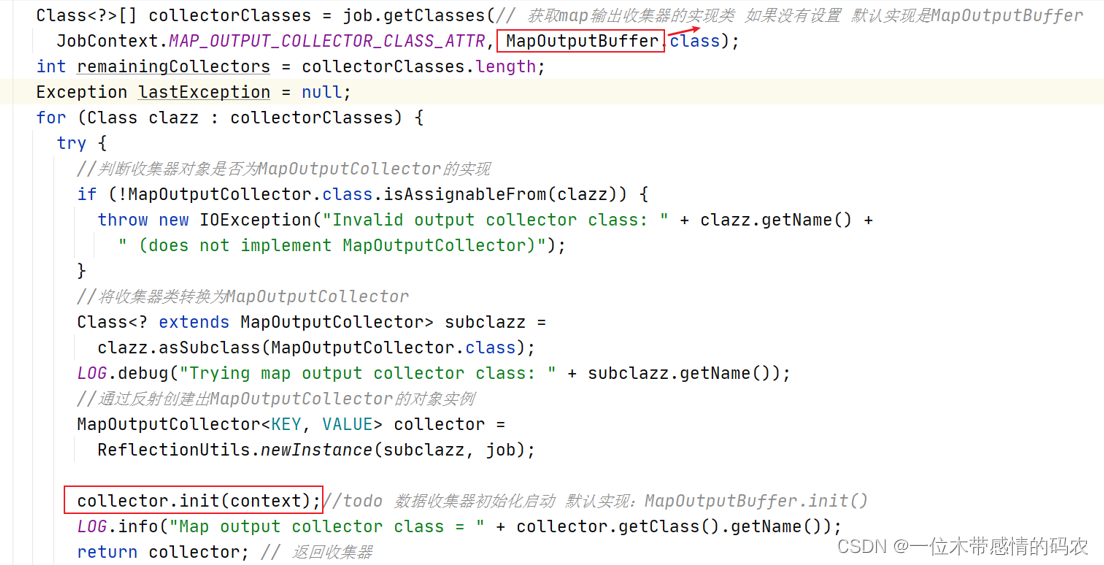 Class<?>[] collectorClasses = job.getClasses(// 获取map输出收集器的实现类 如果没有设置 默认实现是MapOutputBuffer
JobContext.MAP_OUTPUT_COLLECTOR_CLASS_ATTR, MapOutputBuffer.class);
int remainingCollectors = collectorClasses.length;
Exception lastException = null;
for (Class clazz : collectorClasses) {
try {
//判断收集器对象是否为MapOutputCollector的实现
if (!MapOutputCollector.class.isAssignableFrom(clazz)) {
throw new IOException("Invalid output collector class: " + clazz.getName() +
" (does not implement MapOutputCollector)");
}
//将收集器类转换为MapOutputCollector
Class<? extends MapOutputCollector> subclazz =
clazz.asSubclass(MapOutputCollector.class);
LOG.debug("Trying map output collector class: " + subclazz.getName());
//通过反射创建出MapOutputCollector的对象实例
MapOutputCollector<KEY, VALUE> collector =
ReflectionUtils.newInstance(subclazz, job);
collector.init(context);//todo 数据收集器初始化启动 默认实现：MapOutputBuffer.init()
LOG.info("Map output collector class = " + collector.getClass().getName());
return collector; // 返回收集器
CSDN @一位木带感情的码农